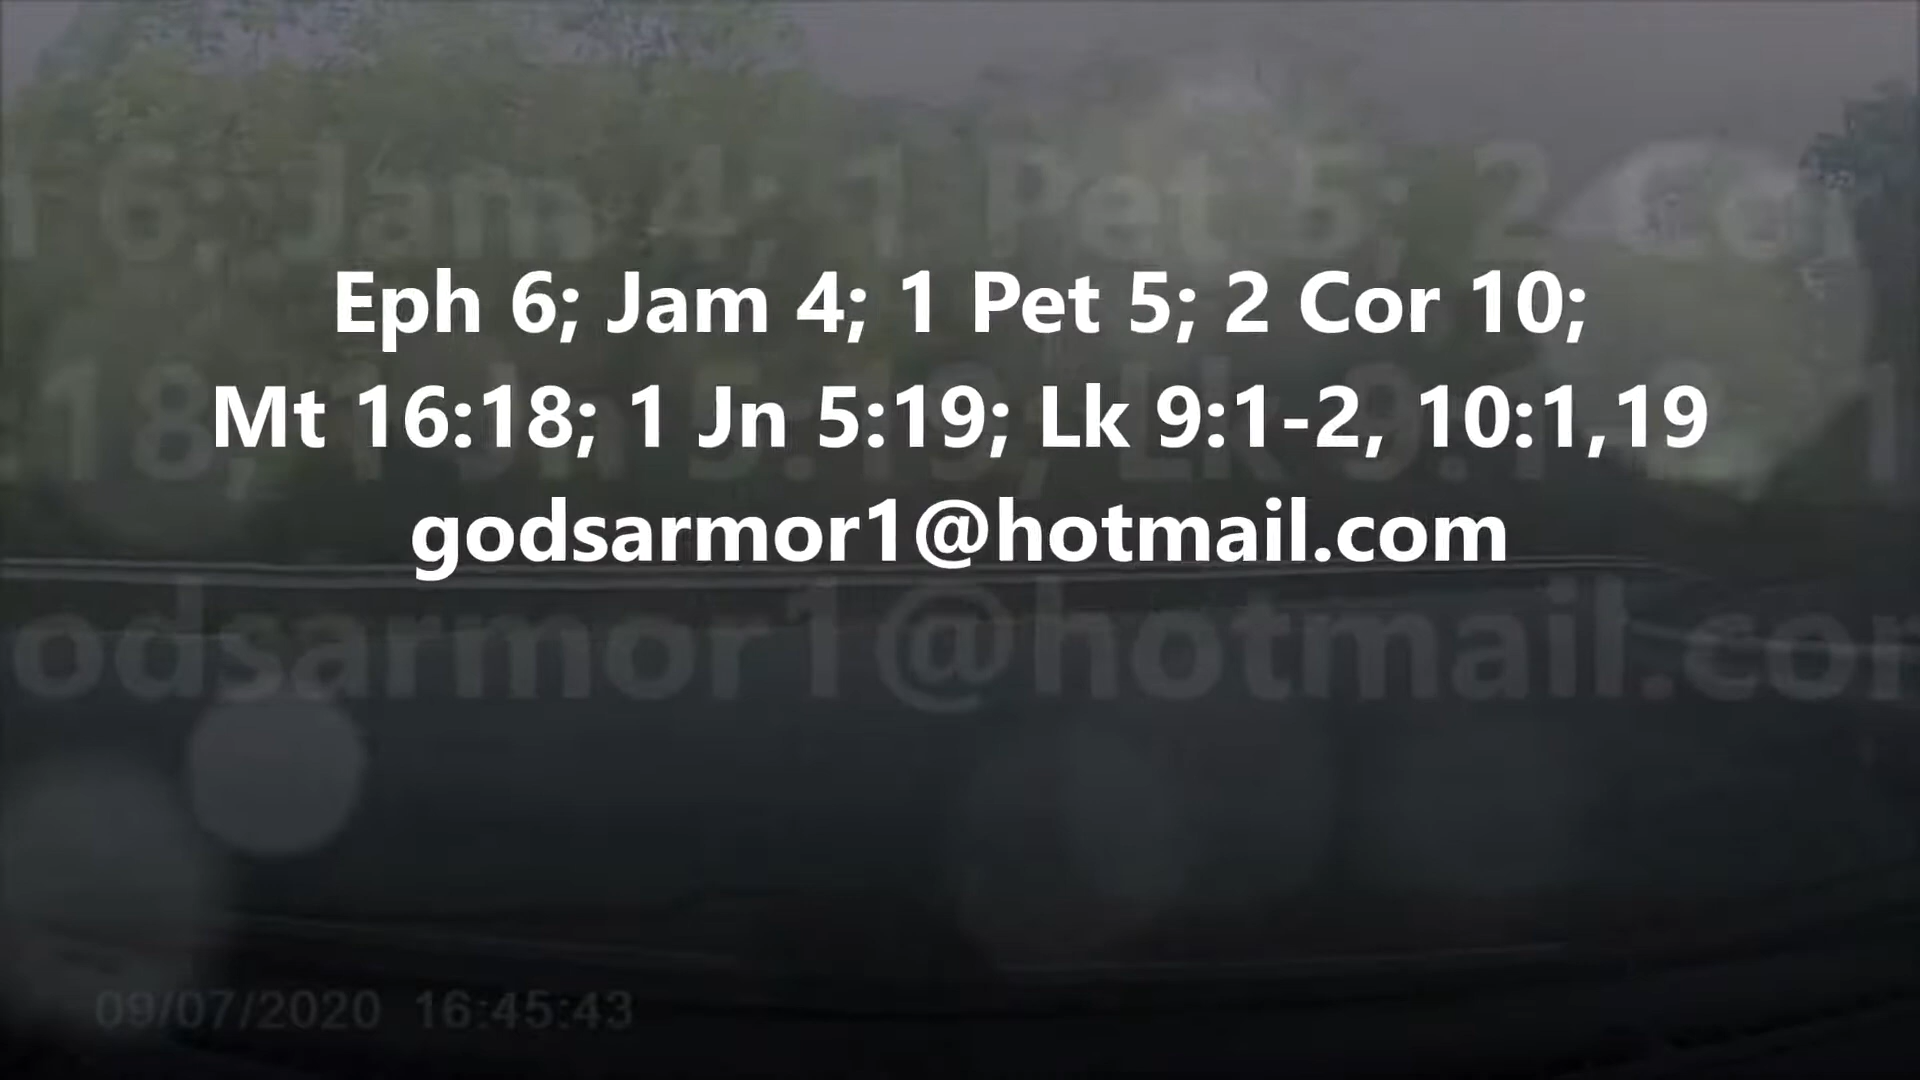 Eph 6; Jam 4; 1 Pet 5; 2 Cor 10;
Mt 16:18; 1 Jn 5:19; Lk 9:1-2, 10:1,19
godsarmor1@hotmail.com
09/07/2020 16:45:43